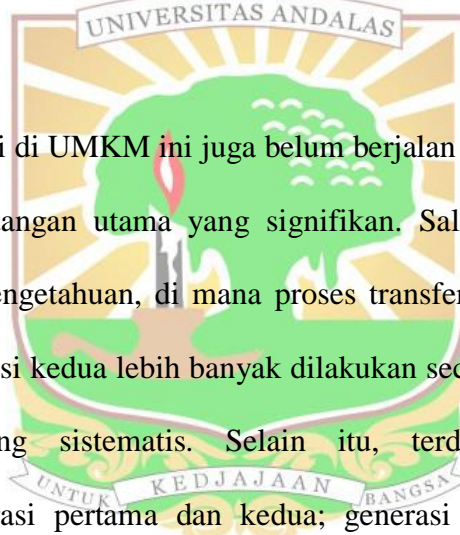 UNIVERSITAS ANDALAS
i di UMKM ini juga belum berjalan
angan utama yang signifikan. Sal
engetahuan, di mana proses transfer
si kedua lebih banyak dilakukan sec
ng sistematis. Selain itu, terd
UNTUK KEDJAJAAN BANGSA
rasi pertama dan kedua; generasi